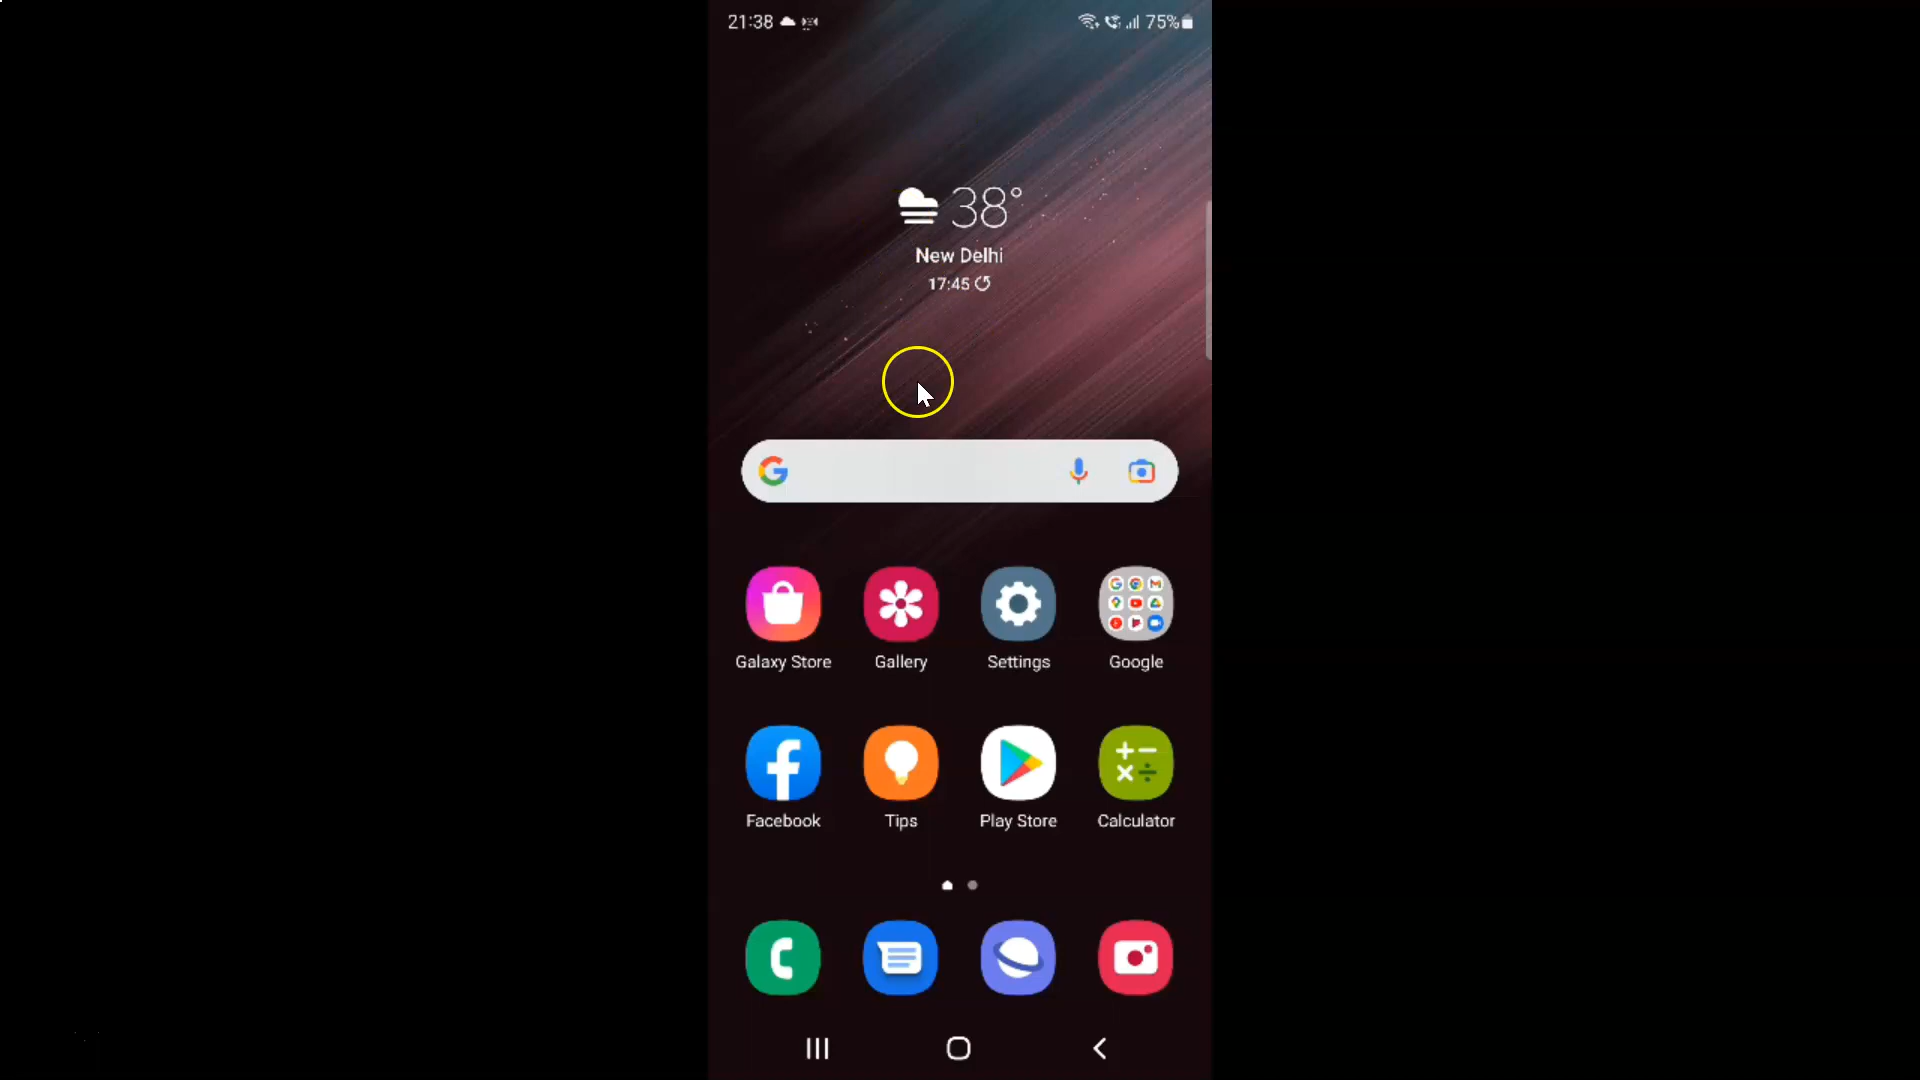 21:38
75%
38°
New Delhi
17:45
Galaxy Store
Gallery
Settings
Google
Facebook
Tips
Play Store
Calculator